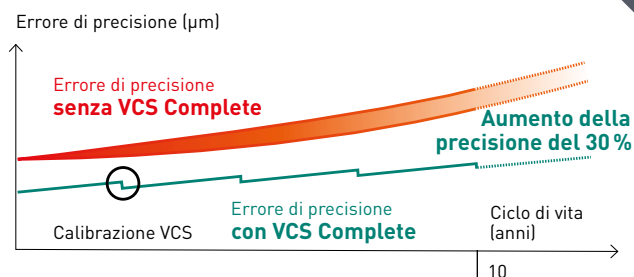 Errore di precisione (µm)
Errore di precisione
senza VCS Complete
Aumento della
precisione del 30 %
Errore di precisione
con VCS Complete
Calibrazione VCS
Ciclo di vita
(anni)
10